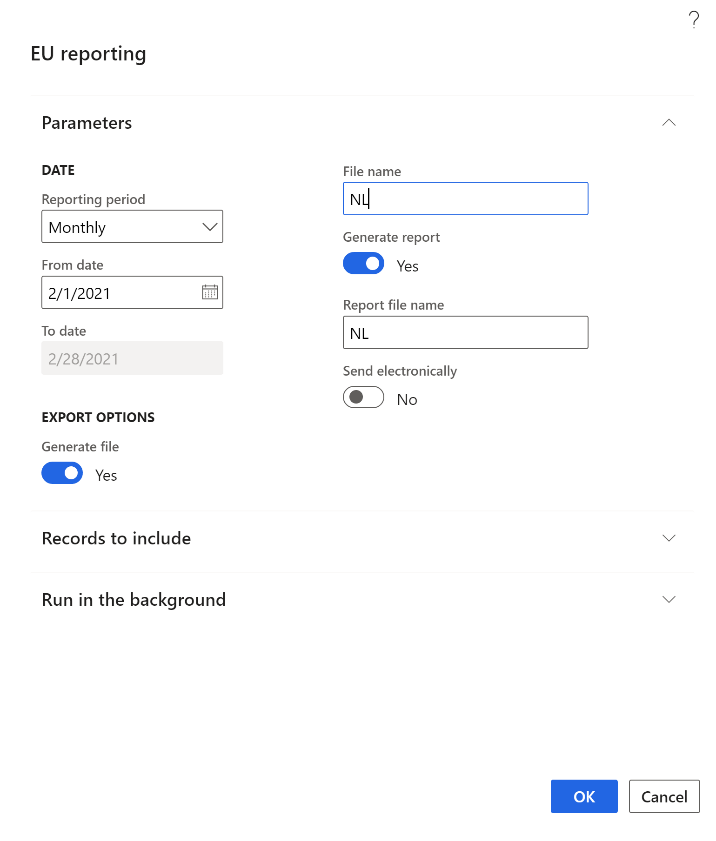 ?
EU reporting
Parameters
DATE
Reporting period
Monthly
From date
2/1/2021
To date
2/28/2021
EXPORT OPTIONS
Generate file
Yes
File name
NL
Generate report
Yes
Report file name
NL
Send electronically
No
Records to include
Run in the background
OK
Cancel